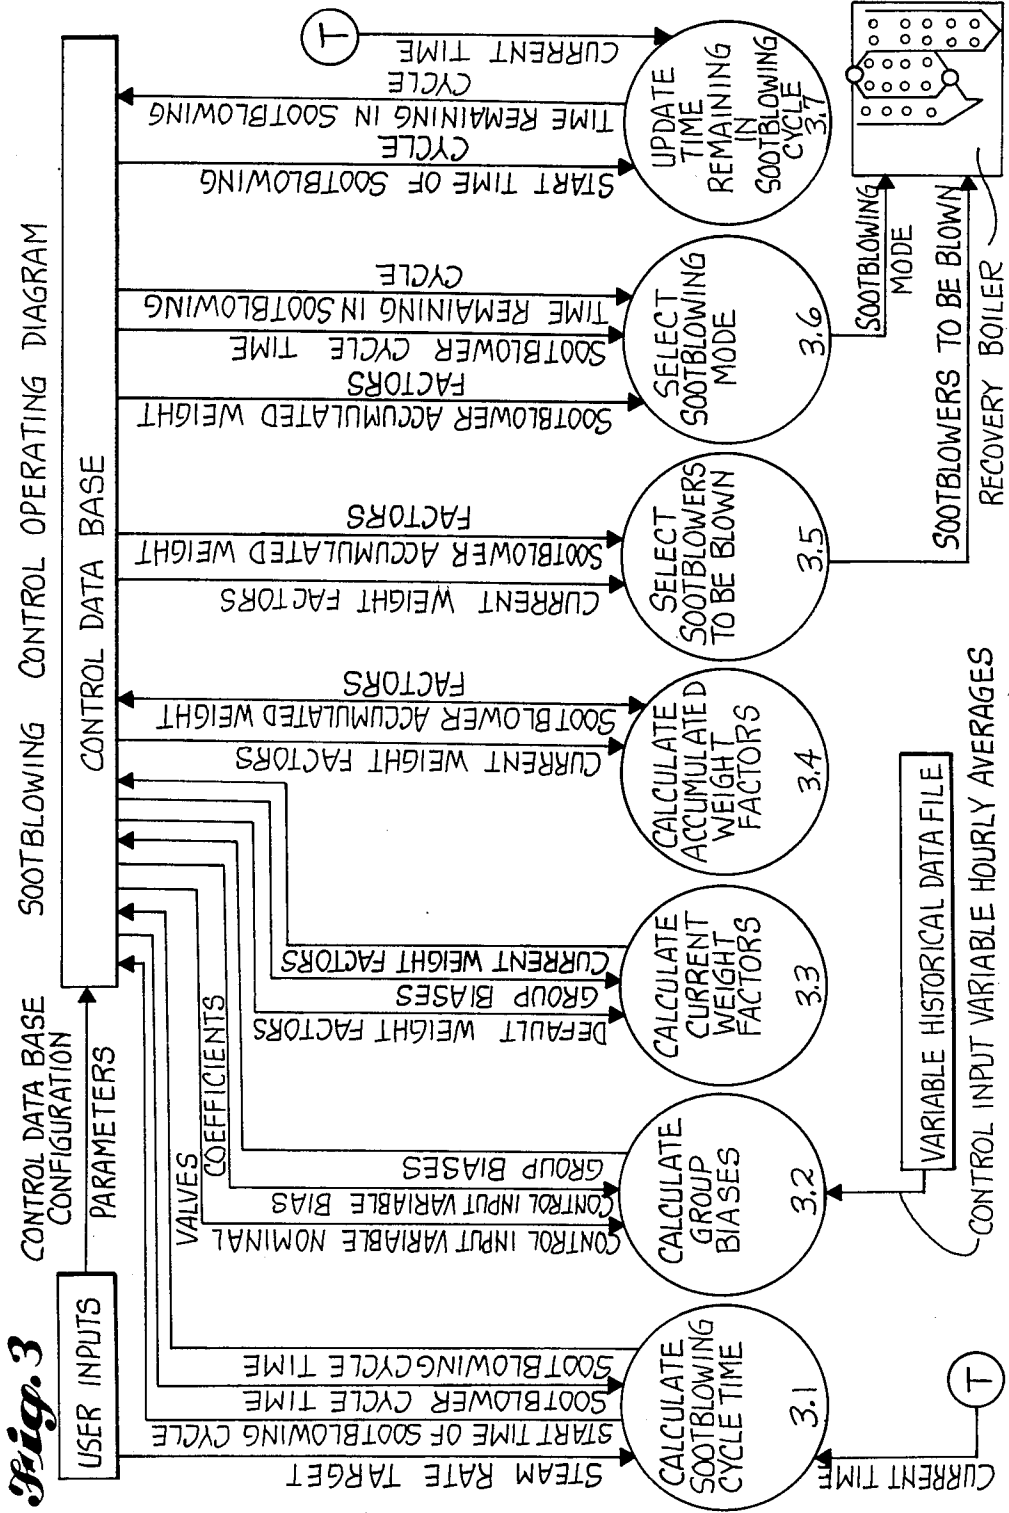 Fig. 3
SOOTBLOWING CONTROL OPERATING DIAGRAM
USER INPUTS
CONTROL DATA BASE
CONFIGURATION
PARAMETERS
CONTROL DATA BASE
STEAM RATE TARGET
START TIME OF SOOTBLOWING CYCLE
SOOTBLOWER CYCLE TIME
SOOTBLOWING CYCLE TIME
CALCULATE
SOOTBLOWING
CYCLE TIME
3.1
CURRENT TIME
T
CONTROL INPUT VARIABLE NOMINAL
VALVES
CONTROL INPUT VARIABLE BIAS
COEFFICIENTS
GROUP BIASES
CALCULATE
GROUP
BIASES
3.2
VARIABLE HISTORICAL DATA FILE
CONTROL INPUT VARIABLE HOURLY AVERAGES
DEFAULT WEIGHT FACTORS
GROUP BIASES
CURRENT WEIGHT FACTORS
CALCULATE
CURRENT
WEIGHT
FACTORS
3.3
CURRENT WEIGHT FACTORS
SOOTBLOWER ACCUMULATED WEIGHT
FACTORS
CALCULATE
ACCUMULATED
WEIGHT
FACTORS
3.4
CURRENT WEIGHT FACTORS
SOOTBLOWER ACCUMULATED WEIGHT
FACTORS
SELECT
SOOTBLOWERS
TO BE BLOWN
3.5
SOOTBLOWERS TO BE BLOWN
SOOTBLOWER ACCUMULATED WEIGHT
FACTORS
SOOTBLOWER CYCLE TIME
TIME REMAINING IN SOOTBLOWING
CYCLE
SELECT
SOOTBLOWING
MODE
3.6
SOOTBLOWING
MODE
START TIME OF SOOTBLOWING
CYCLE
TIME REMAINING IN SOOTBLOWING
CYCLE
CURRENT
TIME
T
UPDATE
TIME
REMAINING
IN
SOOTBLOWING
CYCLE
3.7
RECOVERY BOILER